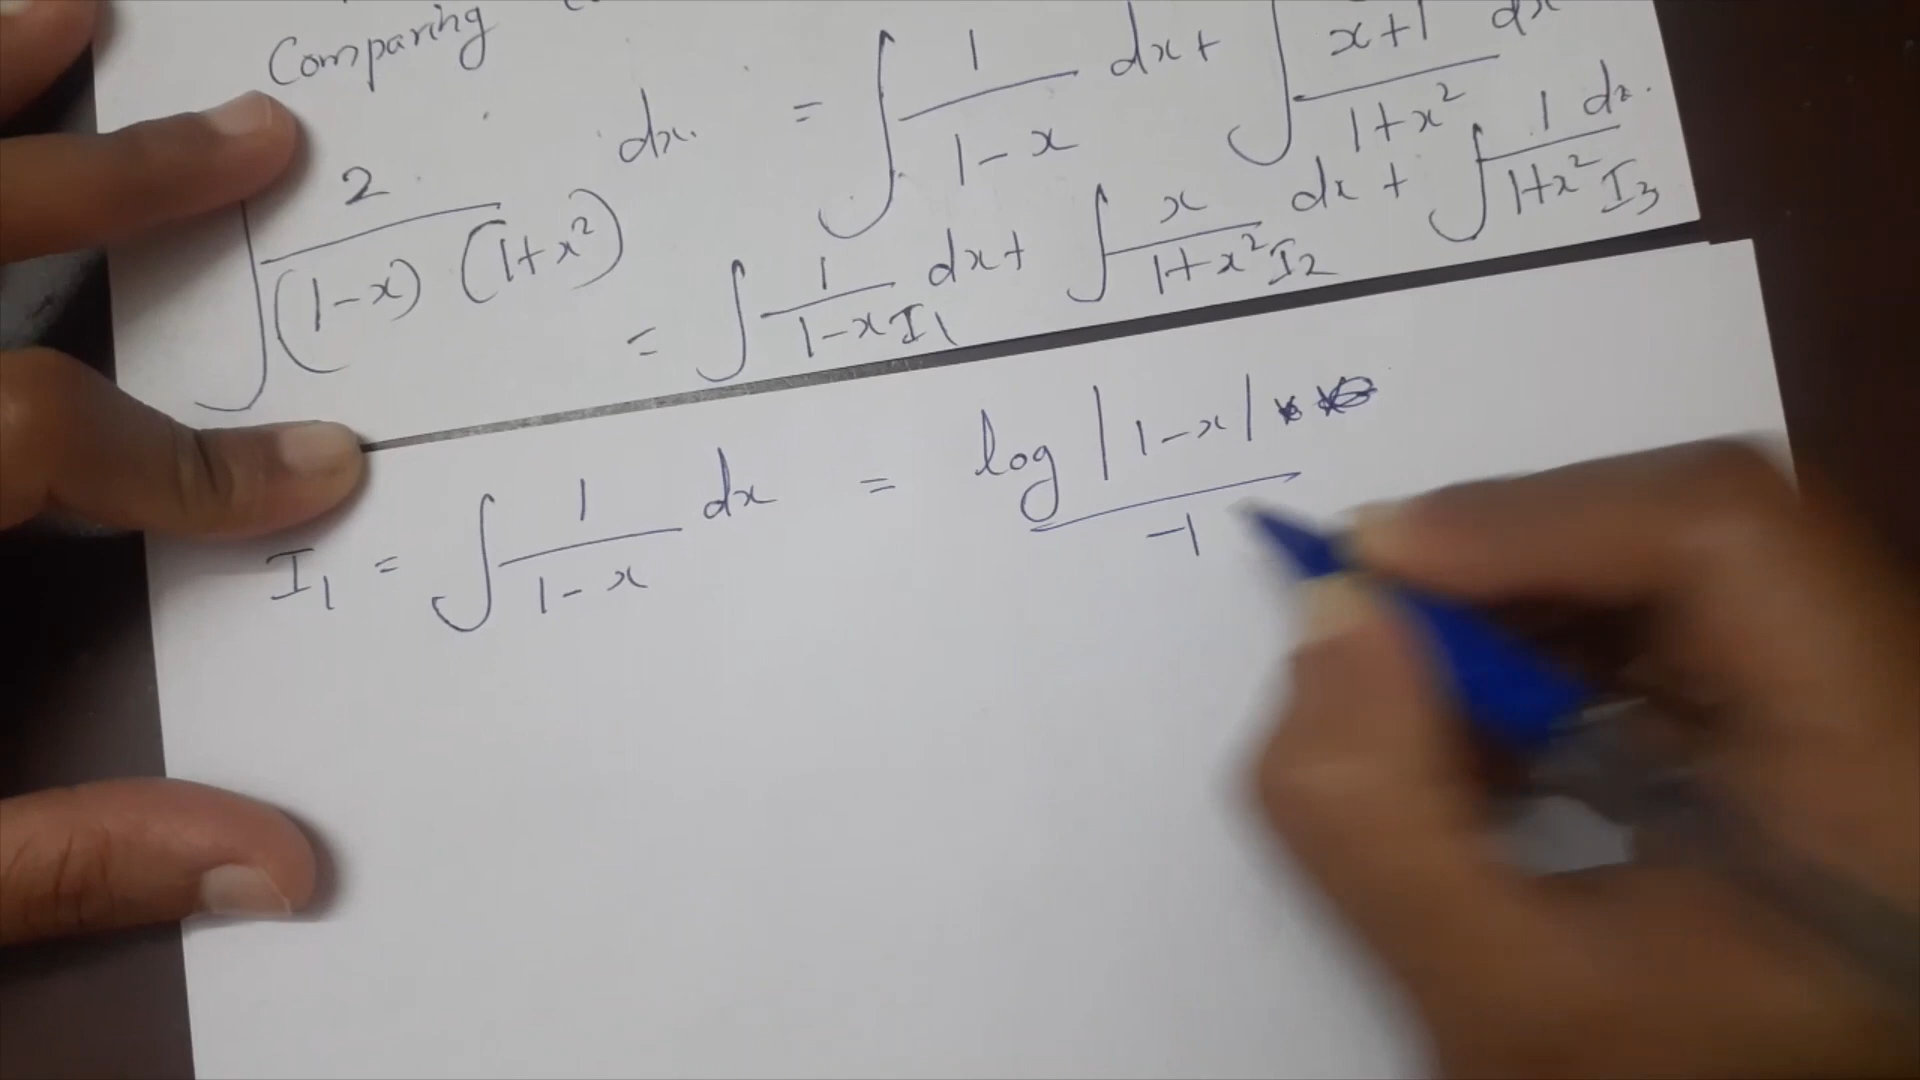 Comparing
∫ 2/((1-x)(1+x²)) dx. = ∫ 1/(1-x) dx + ∫ (x+1)/(1+x²) dx
= ∫ 1/(1-x) dx + ∫ x/(1+x²) dx + ∫ 1/(1+x²) dx.
I1 I2 I3
I1 = ∫ 1/(1-x) dx = log |1-x| / -1